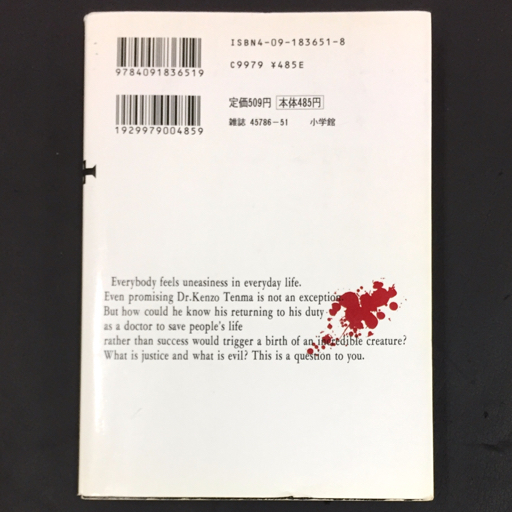 ISBN4-09-183651-8
C9979 ¥485E
9784091836519
定価509円 本体485円
雑誌 45786-51 小学館
1929979004859
Everybody feels uneasiness in everyday life.
Even promising Dr.Kenzo Tenma is not an exception.
But how could he know his returning to his duty
as a doctor to save people's life
rather than success would trigger a birth of an incredible creature?
What is justice and what is evil? This is a question to you.